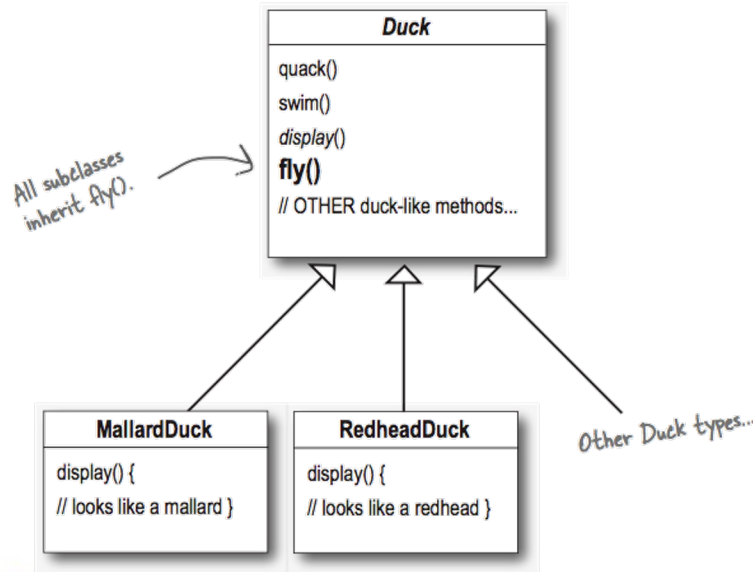 Duck
quack()
swim()
display()
fly()
// OTHER duck-like methods...
All subclasses
inherit fly().
MallardDuck
display() {
// looks like a mallard }
RedheadDuck
display() {
// looks like a redhead }
Other Duck types...